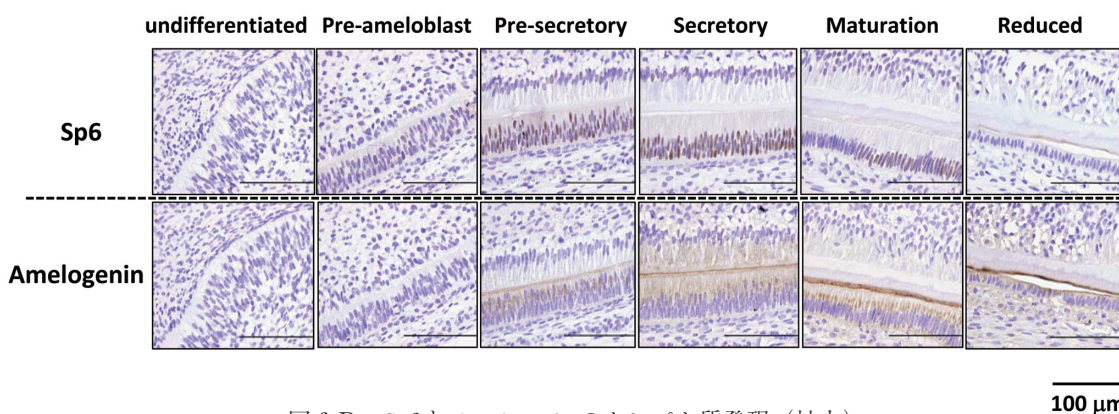 undifferentiated Pre-ameloblast Pre-secretory Secretory Maturation Reduced
Sp6
Amelogenin
100 μm